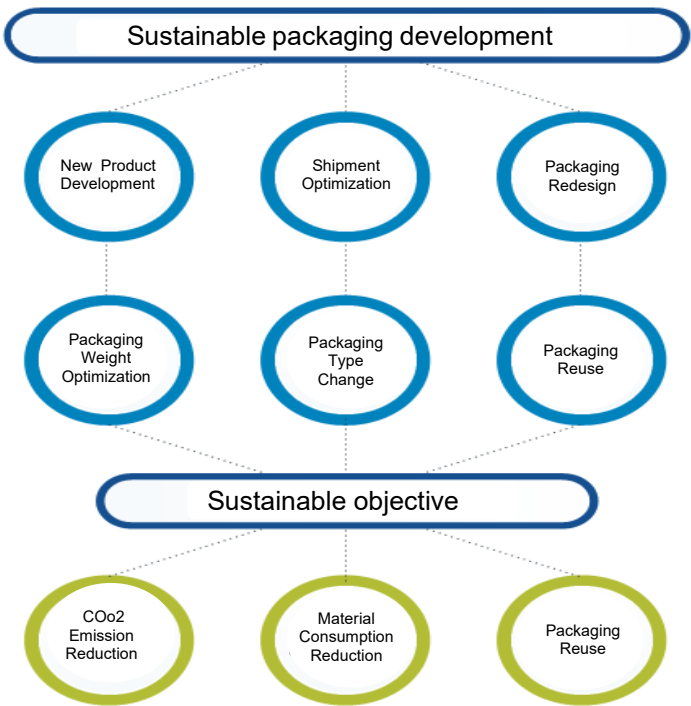 Sustainable packaging development
New Product
Development
Shipment
Optimization
Packaging
Redesign
Packaging
Weight
Optimization
Packaging
Type
Change
Packaging
Reuse
Sustainable objective
COo2
Emission
Reduction
Material
Consumption
Reduction
Packaging
Reuse